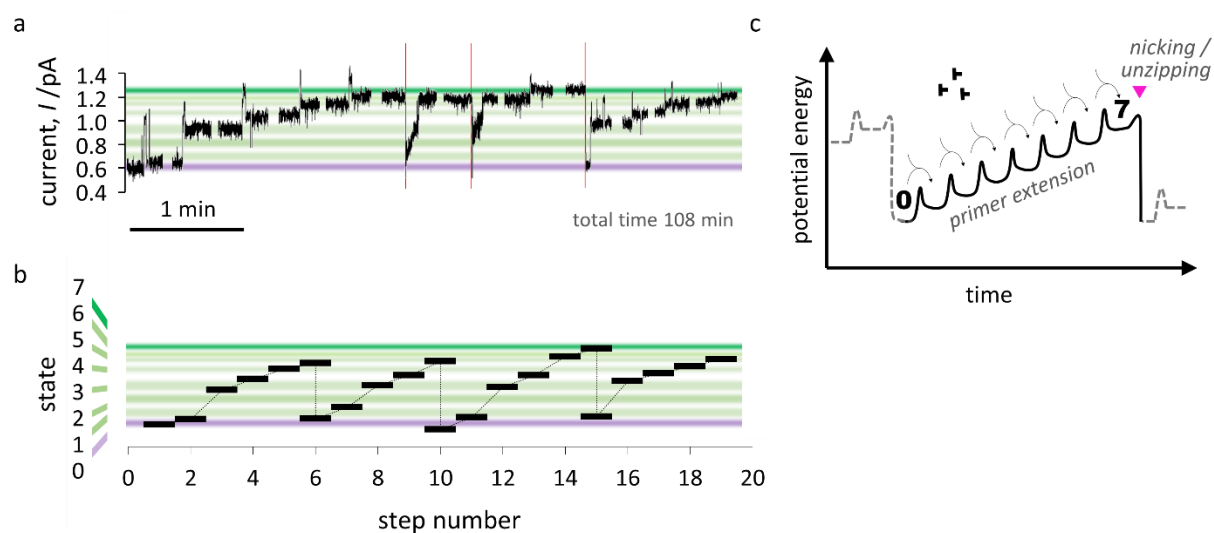 a
current, I /pA
1.4
1.2
1.0
0.8
0.6
0.4
1 min
total time 108 min
b
state
7
6
5
4
3
2
1
0
0 2 4 6 8 10 12 14 16 18 20
step number
c
potential energy
nicking /
unzipping
7
0
primer extension
time